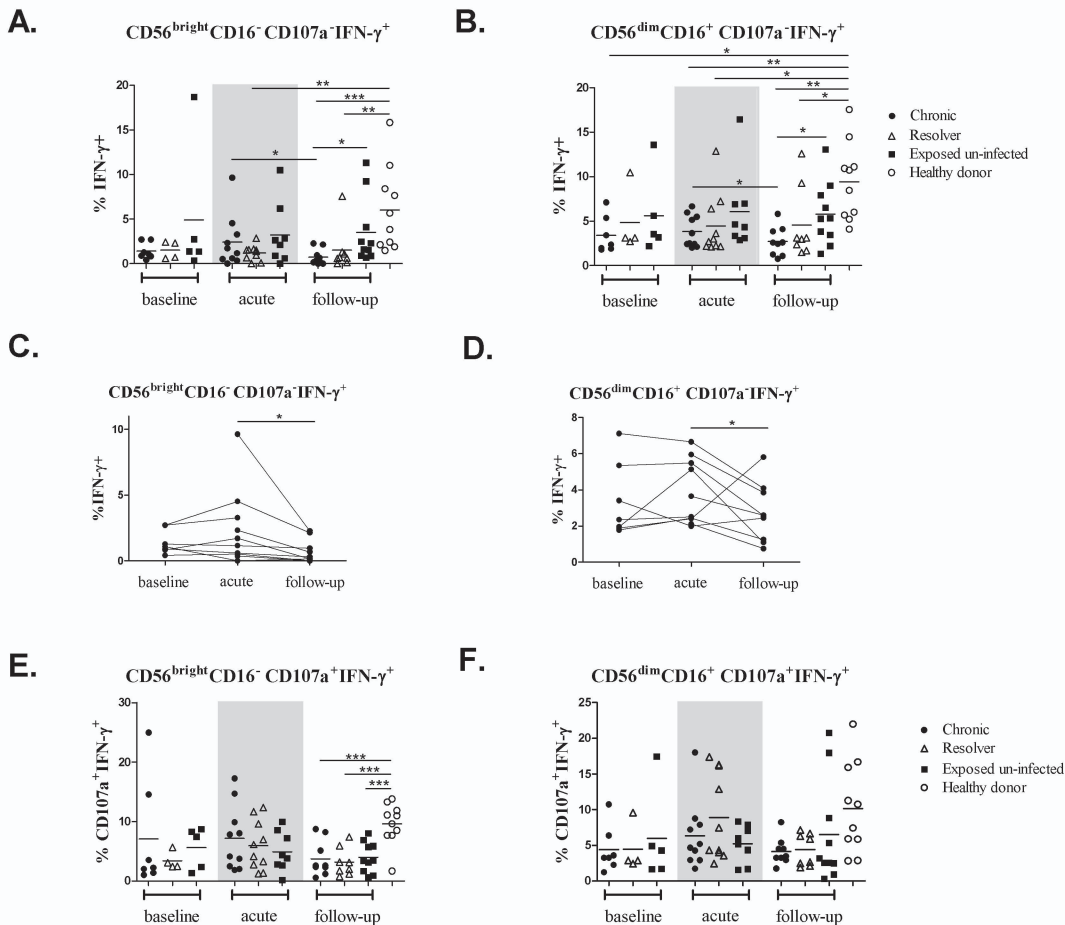 A.
CD56brightCD16- CD107a-IFN-γ+
% IFN-γ+
20
15
10
5
0
**
***
**
*
*
baseline
acute
follow-up
B.
CD56dimCD16+ CD107a-IFN-γ+
% IFN-γ+
20
15
10
5
0
*
**
*
**
*
*
*
baseline
acute
follow-up
Chronic
Resolver
Exposed un-infected
Healthy donor
C.
CD56brightCD16- CD107a-IFN-γ+
%IFN-γ+
10
5
0
*
baseline
acute
follow-up
D.
CD56dimCD16+ CD107a-IFN-γ+
% IFN-γ+
8
6
4
2
0
*
baseline
acute
follow-up
E.
CD56brightCD16- CD107a+IFN-γ+
% CD107a+IFN-γ+
30
20
10
0
***
***
***
baseline
acute
follow-up
F.
CD56dimCD16+ CD107a+IFN-γ+
% CD107a+IFN-γ+
25
20
15
10
5
0
baseline
acute
follow-up
Chronic
Resolver
Exposed un-infected
Healthy donor